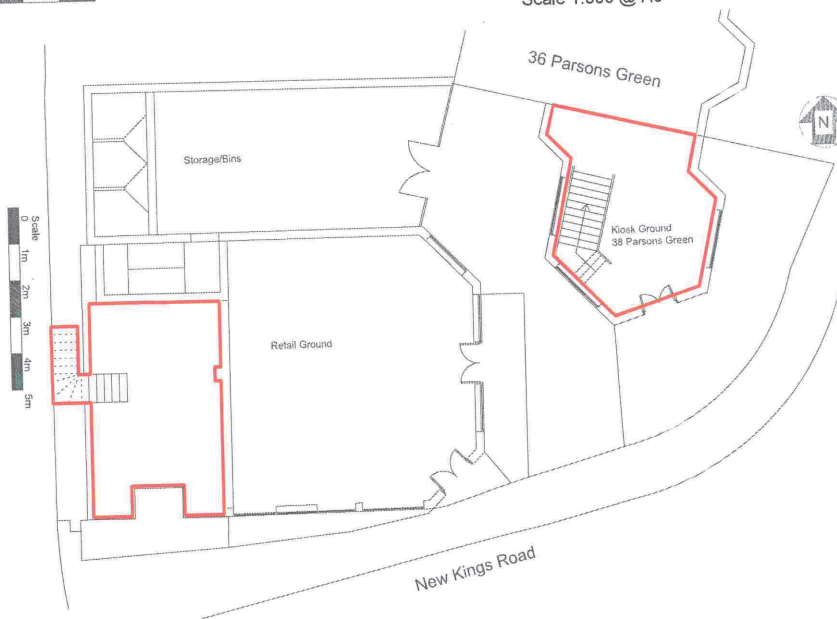 36 Parsons Green
N
Storage/Bins
Kiosk Ground
38 Parsons Green
Scale
0
1m
2m
3m
4m
5m
Retail Ground
New Kings Road